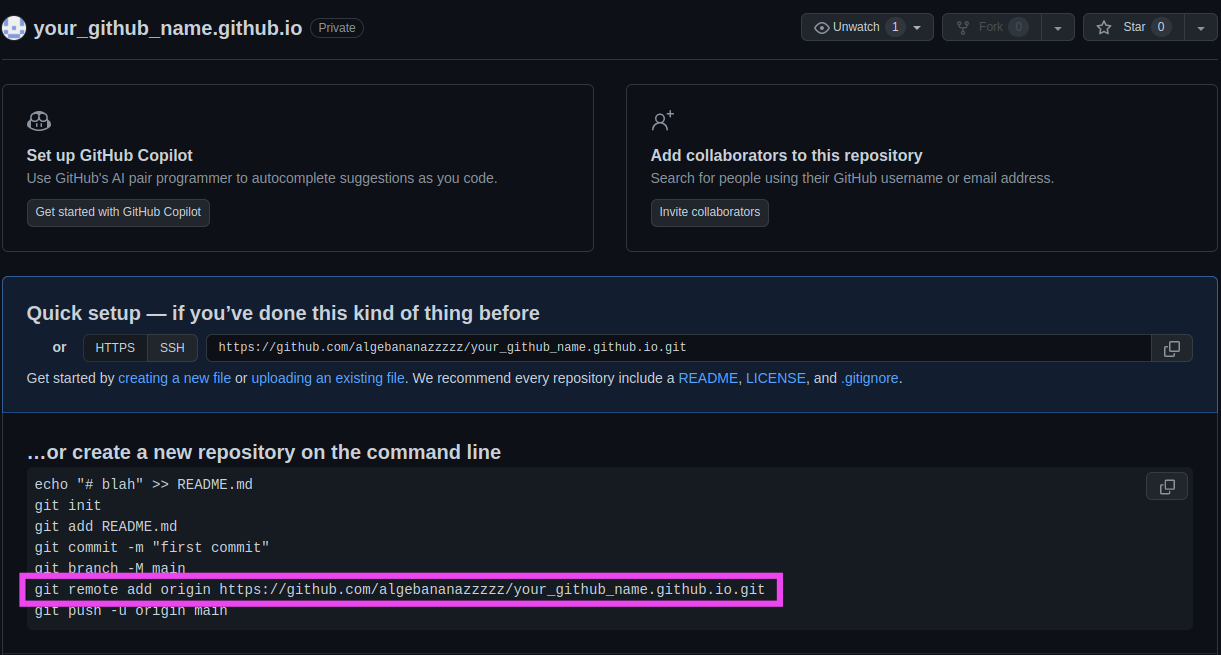 your_github_name.github.io Private Unwatch 1 Fork 0 Star 0
Set up GitHub Copilot
Use GitHub's AI pair programmer to autocomplete suggestions as you code.
Get started with GitHub Copilot
Add collaborators to this repository
Search for people using their GitHub username or email address.
Invite collaborators
Quick setup — if you’ve done this kind of thing before
or HTTPS SSH https://github.com/algebananazzzzz/your_github_name.github.io.git
Get started by creating a new file or uploading an existing file. We recommend every repository include a README, LICENSE, and .gitignore.
…or create a new repository on the command line
echo "# blah" >> README.md
git init
git add README.md
git commit -m "first commit"
git branch -M main
git remote add origin https://github.com/algebananazzzzz/your_github_name.github.io.git
git push -u origin main